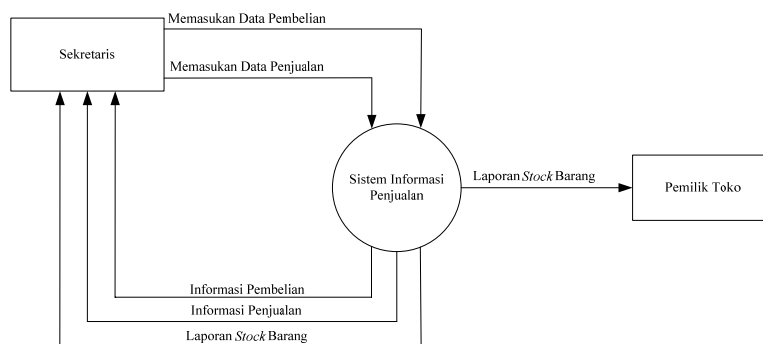 Memasukan Data Pembelian
Sekretaris
Memasukan Data Penjualan
Sistem Informasi
Penjualan
Laporan Stock Barang
Pemilik Toko
Informasi Pembelian
Informasi Penjualan
Laporan Stock Barang